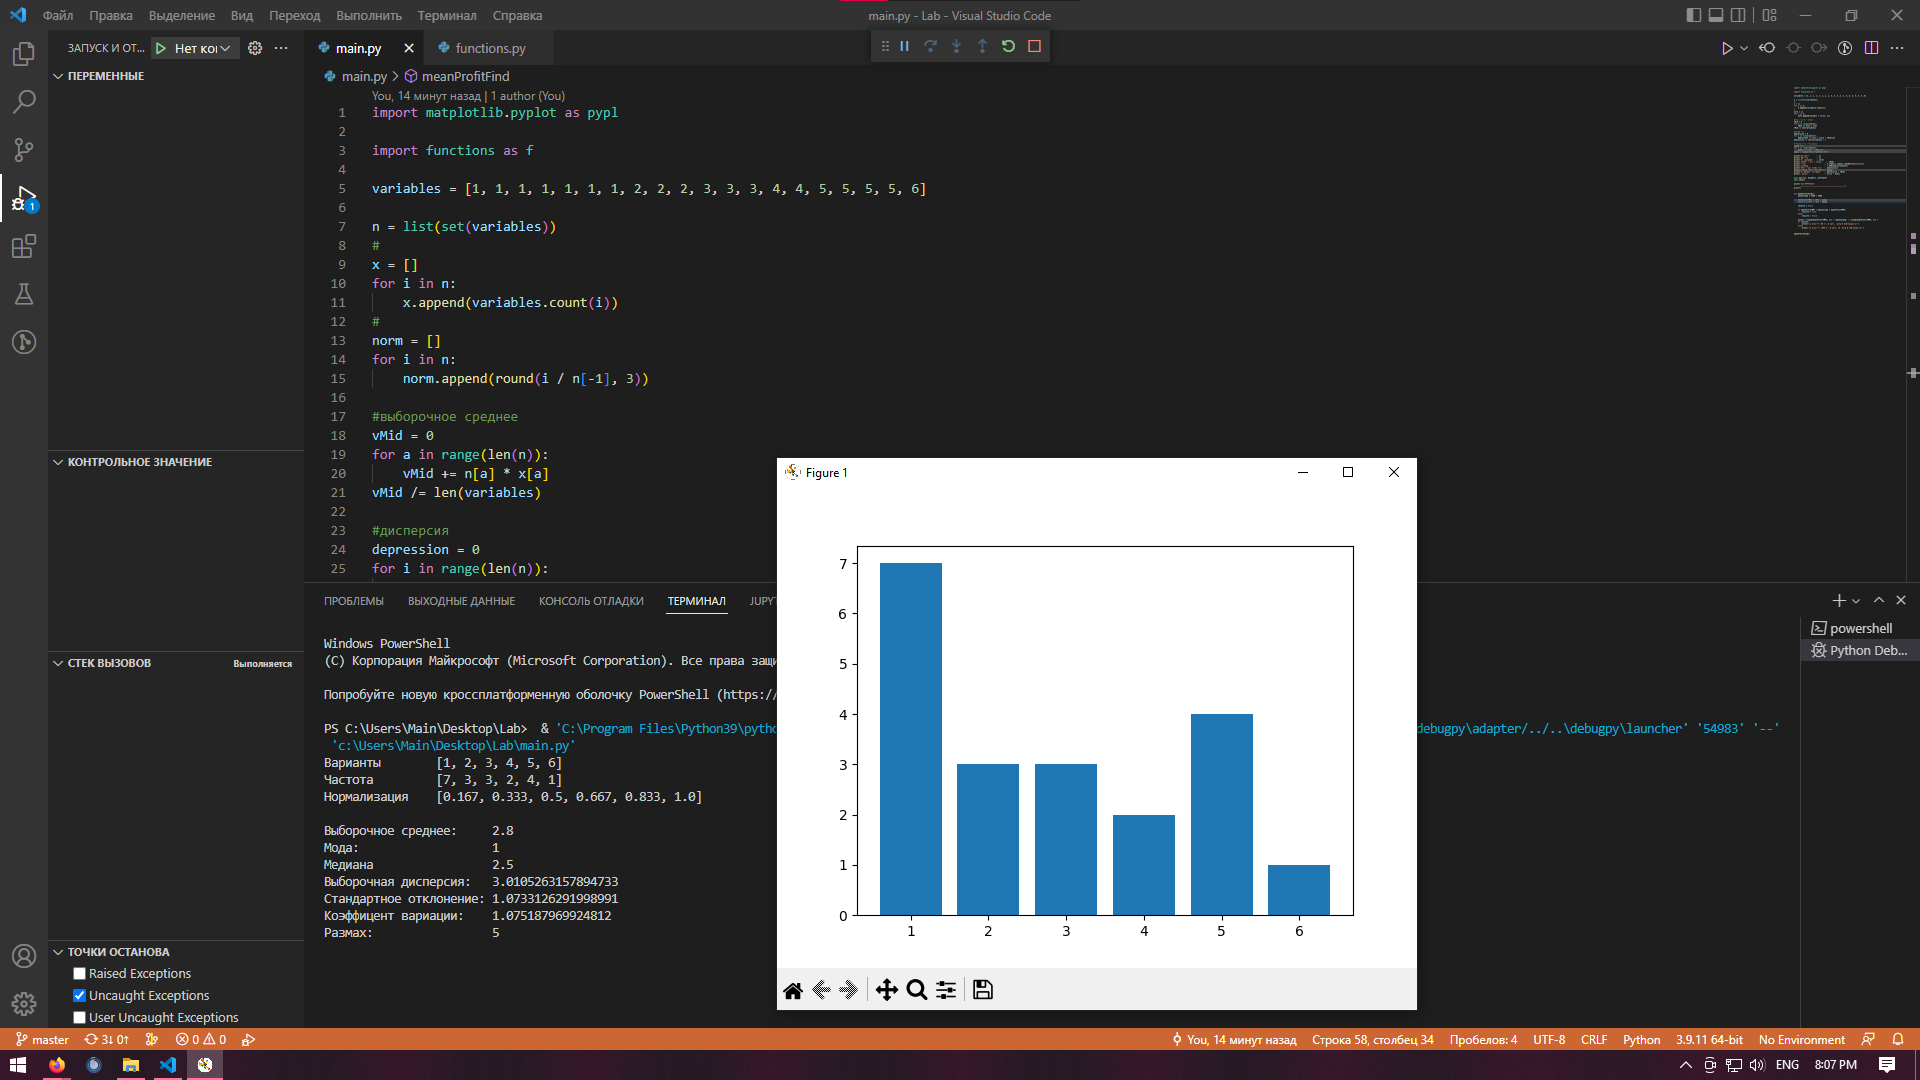 Файл Правка Выделение Вид Переход Выполнить Терминал Справка
main.py - Lab - Visual Studio Code
ЗАПУСК И ОТ... Нет ко
main.py functions.py
ПЕРЕМЕННЫЕ
main.py > meanProfitFind
You, 14 минут назад | 1 author (You)
1 import matplotlib.pyplot as pypl
2
3 import functions as f
4
5 variables = [1, 1, 1, 1, 1, 1, 1, 2, 2, 2, 3, 3, 3, 4, 4, 5, 5, 5, 5, 6]
6
7 n = list(set(variables))
8 #
9 x = []
10 for i in n:
11 x.append(variables.count(i))
12 #
13 norm = []
14 for i in n:
15 norm.append(round(i / n[-1], 3))
16
17 #выборочное среднее
18 vMid = 0
19 for a in range(len(n)):
20 vMid += n[a] * x[a]
21 vMid /= len(variables)
22
23 #дисперсия
24 depression = 0
25 for i in range(len(n)):
КОНТРОЛЬНОЕ ЗНАЧЕНИЕ
СТЕК ВЫЗОВОВ Выполняется
ТОЧКИ ОСТАНОВА
Raised Exceptions
Uncaught Exceptions
User Uncaught Exceptions
ПРОБЛЕМЫ ВЫХОДНЫЕ ДАННЫЕ КОНСОЛЬ ОТЛАДКИ ТЕРМИНАЛ JUPYT
powershell
Python Deb...
Windows PowerShell
(C) Корпорация Майкрософт (Microsoft Corporation). Все права защи
Попробуйте новую кроссплатформенную оболочку PowerShell (https://
PS C:\Users\Main\Desktop\Lab> & 'C:\Program Files\Python39\pytho debugpy\adapter/../..\debugpy\launcher' '54983' '--'
'c:\Users\Main\Desktop\Lab\main.py'
Варианты [1, 2, 3, 4, 5, 6]
Частота [7, 3, 3, 2, 4, 1]
Нормализация [0.167, 0.333, 0.5, 0.667, 0.833, 1.0]
Выборочное среднее: 2.8
Мода: 1
Медиана 2.5
Выборочная дисперсия: 3.0105263157894733
Стандартное отклонение: 1.0733126291998991
Коэффицент вариации: 1.075187969924812
Размах: 5
Figure 1
7
6
5
4
3
2
1
0
1 2 3 4 5 6
master 3↓ 0↑ 0 0
You, 14 минут назад Строка 58, столбец 34 Пробелов: 4 UTF-8 CRLF Python 3.9.11 64-bit No Environment
ENG 8:07 PM